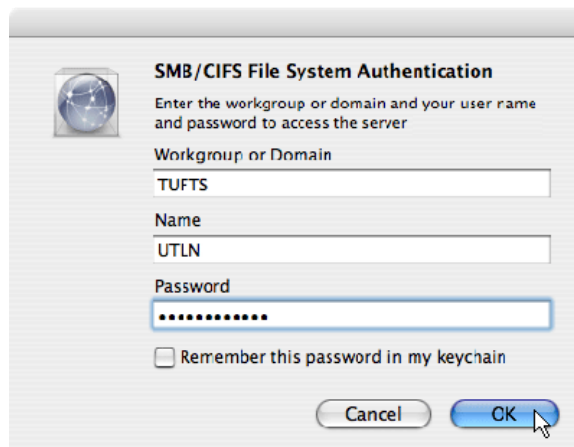 SMB/CIFS File System Authentication
Enter the workgroup or domain and your user name
and password to access the server
Workgroup or Domain
TUFTS
Name
UTLN
Password
••••••••••••
Remember this password in my keychain
Cancel
OK